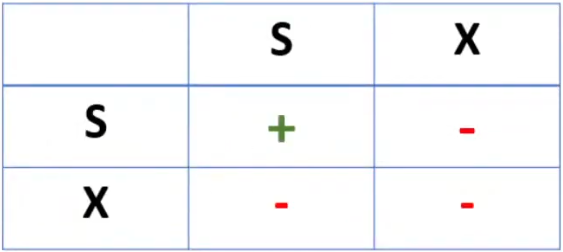 S X
S + -
X - -